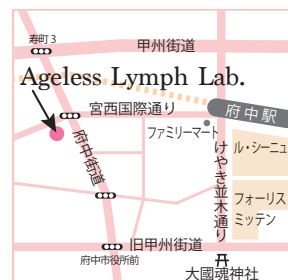 寿町3
甲州街道
Ageless Lymph Lab.
宮西国際通り
府中駅
ファミリーマート
府中街道
けやき並木通り
ル・シーニュ
フォーリス
ミッテン
旧甲州街道
府中市役所前
大國魂神社